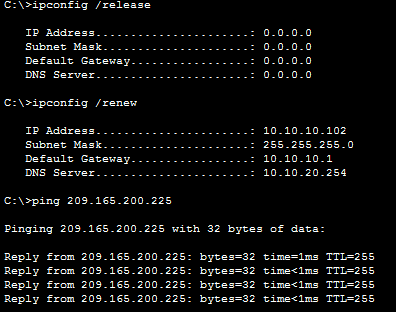 C:\>ipconfig /release
IP Address......................: 0.0.0.0
Subnet Mask.....................: 0.0.0.0
Default Gateway.................: 0.0.0.0
DNS Server......................: 0.0.0.0
C:\>ipconfig /renew
IP Address......................: 10.10.10.102
Subnet Mask.....................: 255.255.255.0
Default Gateway.................: 10.10.10.1
DNS Server......................: 10.10.20.254
C:\>ping 209.165.200.225
Pinging 209.165.200.225 with 32 bytes of data:
Reply from 209.165.200.225: bytes=32 time=1ms TTL=255
Reply from 209.165.200.225: bytes=32 time<1ms TTL=255
Reply from 209.165.200.225: bytes=32 time<1ms TTL=255
Reply from 209.165.200.225: bytes=32 time<1ms TTL=255